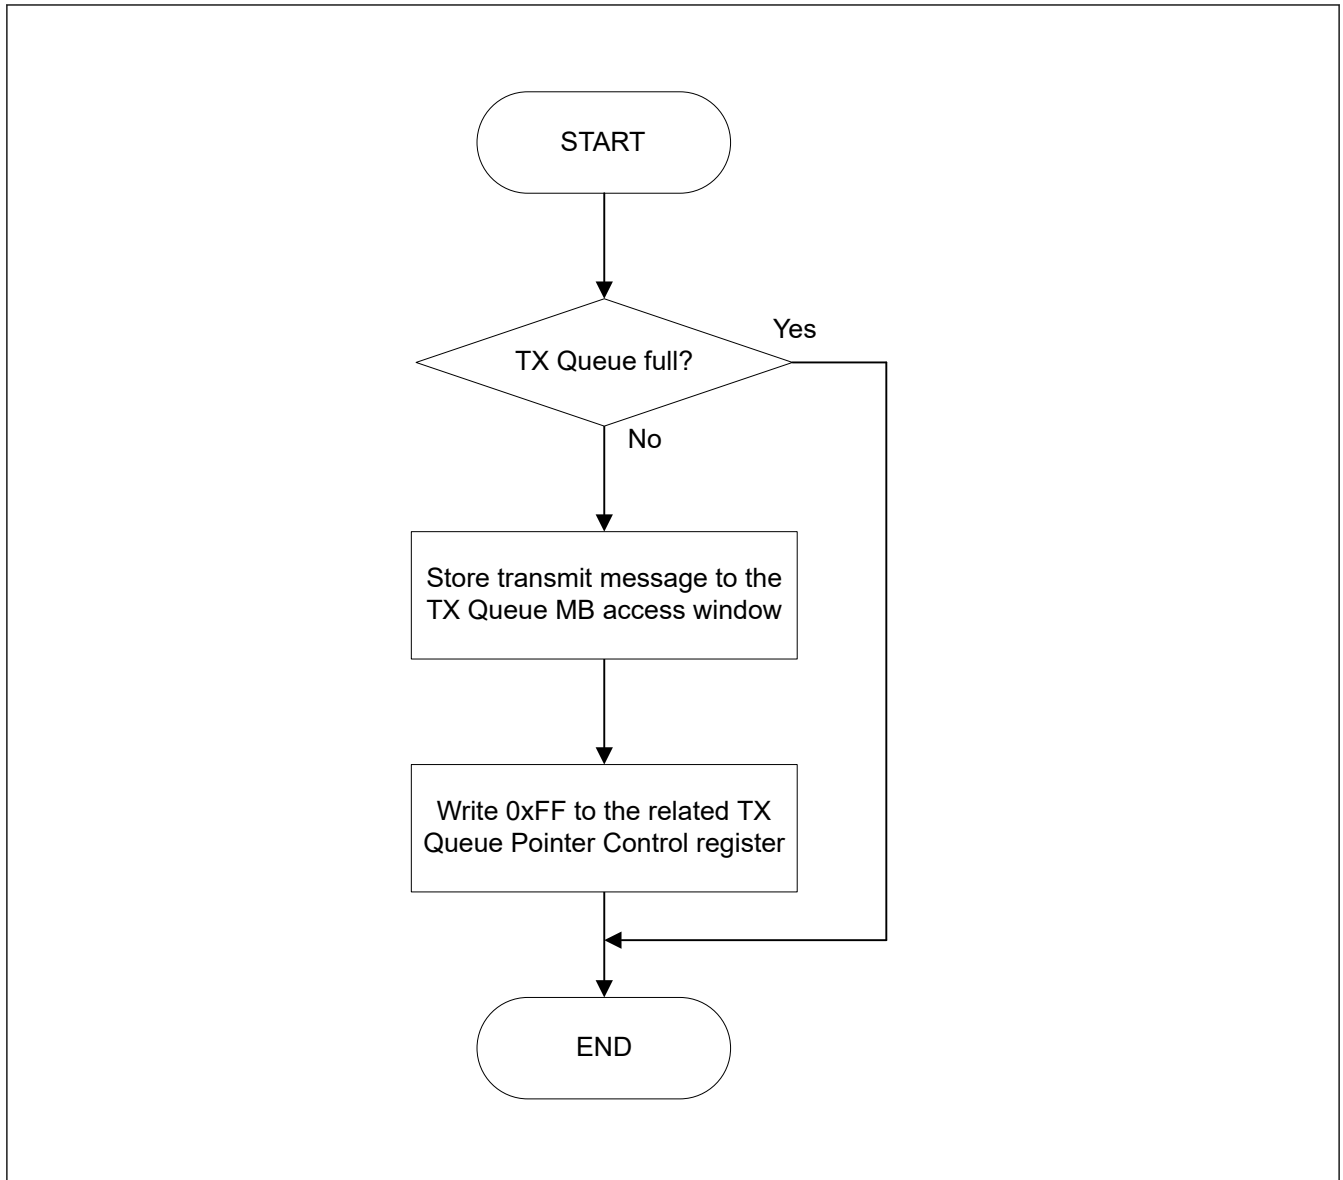 START
TX Queue full?
Yes
No
Store transmit message to the
TX Queue MB access window
Write 0xFF to the related TX
Queue Pointer Control register
END